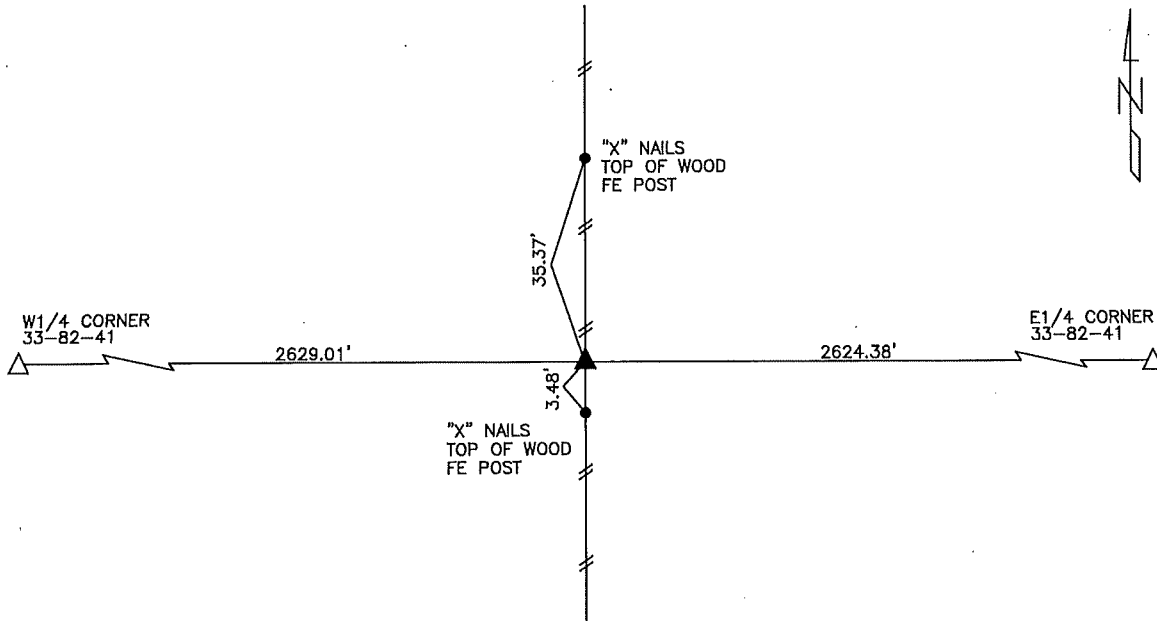 N
"X" NAILS
TOP OF WOOD
FE POST
35.37'
W1/4 CORNER
33-82-41
E1/4 CORNER
33-82-41
2629.01'
2624.38'
3.48'
"X" NAILS
TOP OF WOOD
FE POST